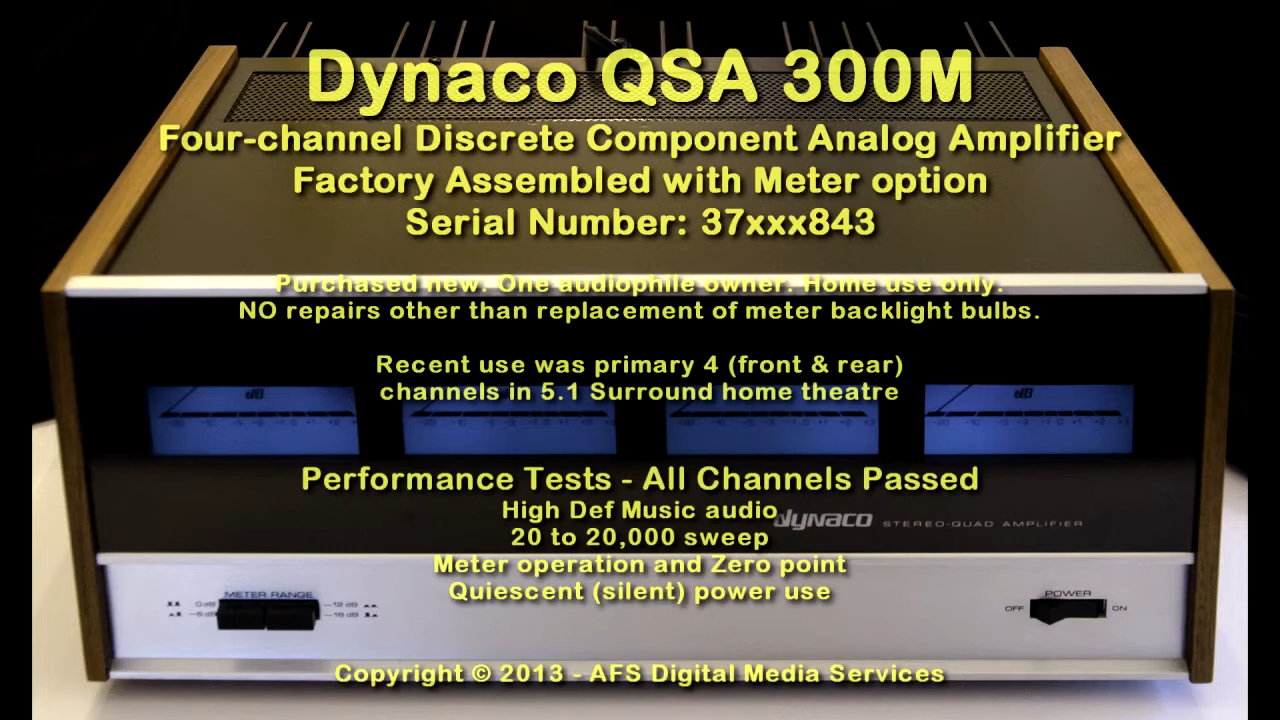 Dynaco QSA 300M
Four-channel Discrete Component Analog Amplifier
Factory Assembled with Meter option
Serial Number: 37xxx843
Purchased new. One audiophile owner. Home use only.
NO repairs other than replacement of meter backlight bulbs.
Recent use was primary 4 (front & rear)
channels in 5.1 Surround home theatre
dB dB
Performance Tests - All Channels Passed
High Def Music audio
dynaco STEREO-QUAD AMPLIFIER
20 to 20,000 sweep
Meter operation and Zero point
Quiescent (silent) power use
METER RANGE
0 dB -12 dB
-6 dB -18 dB
POWER
OFF ON
Copyright © 2013 - AFS Digital Media Services